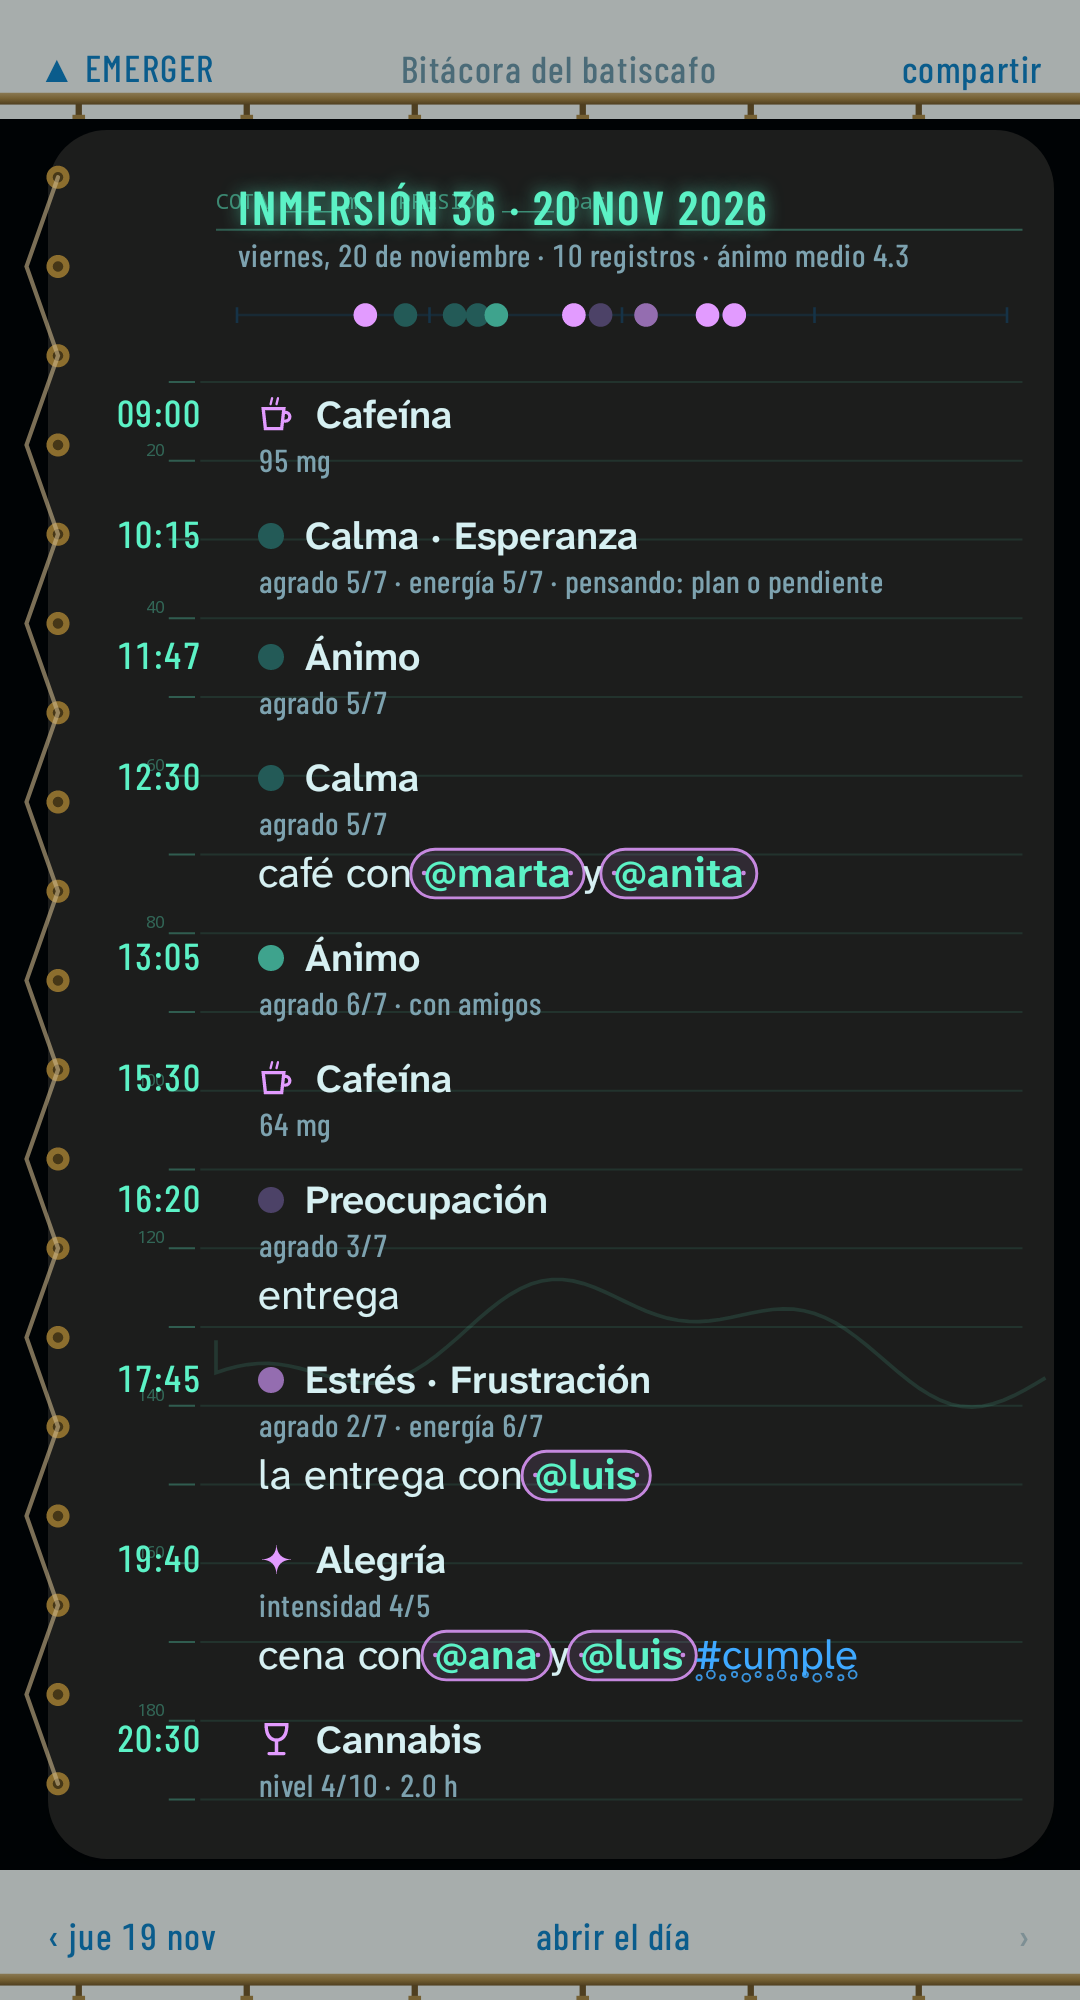 ▲ EMERGER
Bitácora del batiscafo
compartir
INMERSIÓN 36 · 20 NOV 2026
viernes, 20 de noviembre · 10 registros · ánimo medio 4.3
09:00 Cafeína
20
95 mg
10:15 Calma · Esperanza
agrado 5/7 · energía 5/7 · pensando: plan o pendiente
40
11:47 Ánimo
agrado 5/7
60
12:30 Calma
agrado 5/7
café con @marta y @anita
80
13:05 Ánimo
agrado 6/7 · con amigos
15:30 Cafeína
64 mg
16:20 Preocupación
120
agrado 3/7
entrega
17:45 Estrés · Frustración
140
agrado 2/7 · energía 6/7
la entrega con @luis
19:40 Alegría
intensidad 4/5
cena con @ana y @luis #cumple
180
20:30 Cannabis
nivel 4/10 · 2.0 h
‹ jue 19 nov
abrir el día
›